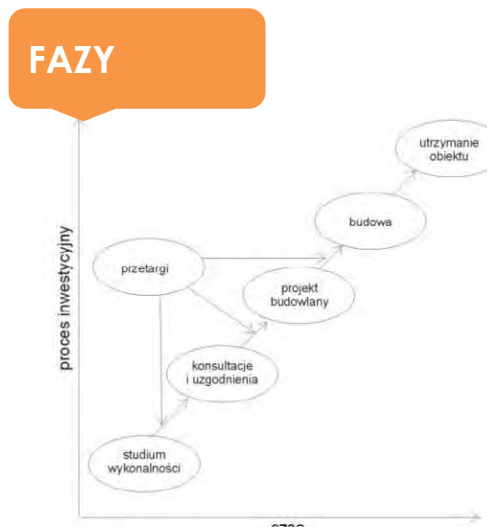 FAZY
utrzymanie
obiektu
budowa
przetargi
projekt
budowlany
konsultacje
i uzgodnienia
studium
wykonalności
proces inwestycyjny